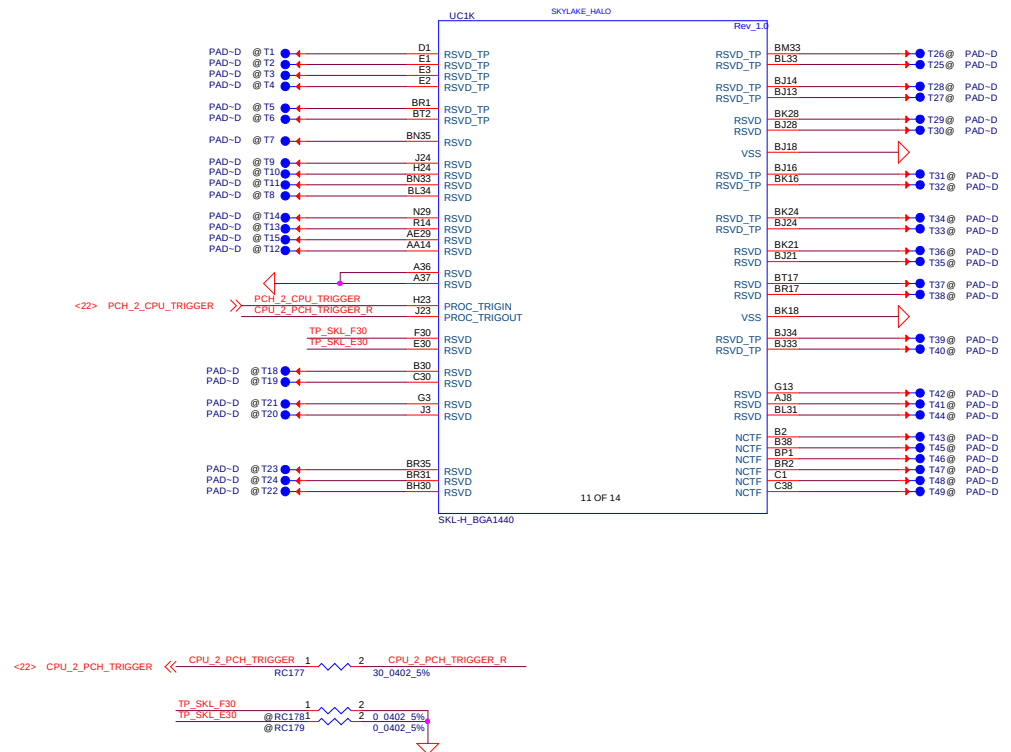 UC1K
SKYLAKE_HALO
Rev_1.0
PAD~D @ T1 D1 RSVD_TP
PAD~D @ T2 E1 RSVD_TP
PAD~D @ T3 E3 RSVD_TP
PAD~D @ T4 E2 RSVD_TP
PAD~D @ T5 BR1 RSVD_TP
PAD~D @ T6 BT2 RSVD_TP
PAD~D @ T7 BN35 RSVD
PAD~D @ T9 J24 RSVD
PAD~D @ T10 H24 RSVD
PAD~D @ T11 BN33 RSVD
PAD~D @ T8 BL34 RSVD
PAD~D @ T14 N29 RSVD
PAD~D @ T13 R14 RSVD
PAD~D @ T15 AE29 RSVD
PAD~D @ T12 AA14 RSVD
A36 RSVD
A37 RSVD
<22> PCH_2_CPU_TRIGGER PCH_2_CPU_TRIGGER H23 PROC_TRIGIN
CPU_2_PCH_TRIGGER_R J23 PROC_TRIGOUT
TP_SKL_F30 F30 RSVD
TP_SKL_E30 E30 RSVD
PAD~D @ T18 B30 RSVD
PAD~D @ T19 C30 RSVD
PAD~D @ T21 G3 RSVD
PAD~D @ T20 J3 RSVD
PAD~D @ T23 BR35 RSVD
PAD~D @ T24 BR31 RSVD
PAD~D @ T22 BH30 RSVD
RSVD_TP BM33 T26@ PAD~D
RSVD_TP BL33 T25@ PAD~D
RSVD_TP BJ14 T28@ PAD~D
RSVD_TP BJ13 T27@ PAD~D
RSVD BK28 T29@ PAD~D
RSVD BJ28 T30@ PAD~D
VSS BJ18
RSVD_TP BJ16 T31@ PAD~D
RSVD_TP BK16 T32@ PAD~D
RSVD_TP BK24 T34@ PAD~D
RSVD_TP BJ24 T33@ PAD~D
RSVD BK21 T36@ PAD~D
RSVD BJ21 T35@ PAD~D
RSVD BT17 T37@ PAD~D
RSVD BR17 T38@ PAD~D
VSS BK18
RSVD_TP BJ34 T39@ PAD~D
RSVD_TP BJ33 T40@ PAD~D
RSVD G13 T42@ PAD~D
RSVD AJ8 T41@ PAD~D
RSVD BL31 T44@ PAD~D
NCTF B2 T43@ PAD~D
NCTF B38 T45@ PAD~D
NCTF BP1 T46@ PAD~D
NCTF BR2 T47@ PAD~D
NCTF C1 T48@ PAD~D
NCTF C38 T49@ PAD~D
11 OF 14
SKL-H_BGA1440
<22> CPU_2_PCH_TRIGGER CPU_2_PCH_TRIGGER 1 2 CPU_2_PCH_TRIGGER_R
RC177 30_0402_5%
TP_SKL_F30 1 2
TP_SKL_E30 @RC178 1 2 0_0402_5%
@RC179 0_0402_5%